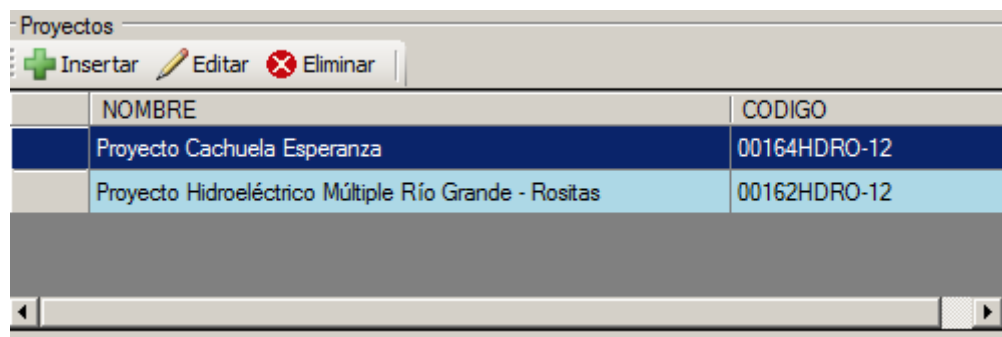 Proyectos
Insertar Editar Eliminar
NOMBRE CODIGO
Proyecto Cachuela Esperanza 00164HDRO-12
Proyecto Hidroeléctrico Múltiple Río Grande - Rositas 00162HDRO-12